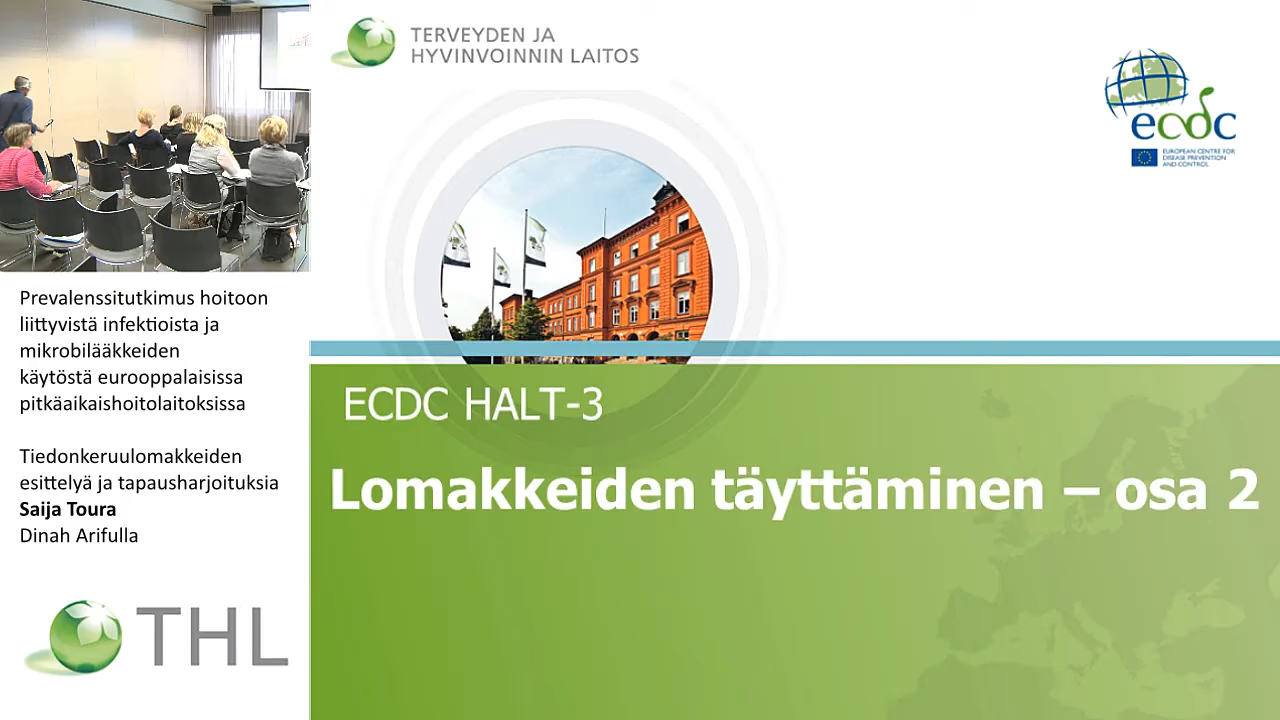 TERVEYDEN JA
HYVINVOINNIN LAITOS
ecdc
EUROPEAN CENTRE FOR
DISEASE PREVENTION
AND CONTROL
Prevalenssitutkimus hoitoon
liittyvistä infektioista ja
mikrobilääkkeiden
käytöstä eurooppalaisissa
pitkäaikaishoitolaitoksissa
Tiedonkeruulomakkeiden
esittelyä ja tapausharjoituksia
Saija Toura
Dinah Arifulla
THL
ECDC HALT-3
Lomakkeiden täyttäminen – osa 2